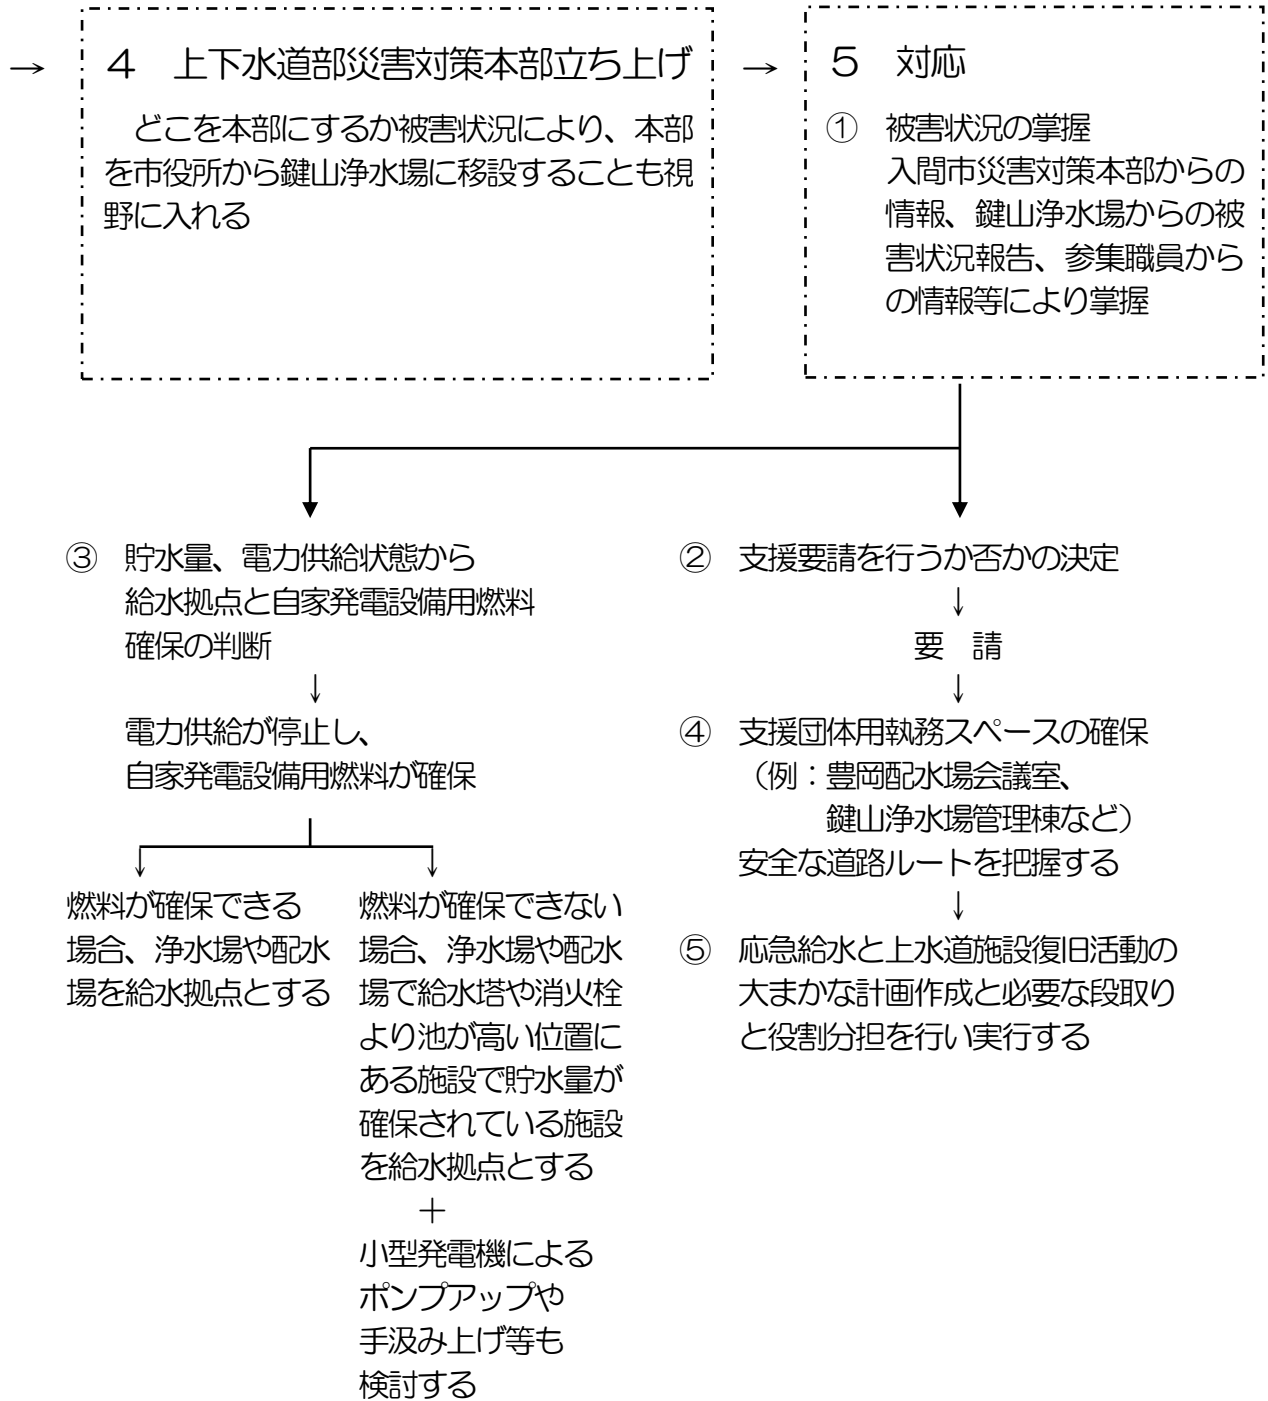 →
4 上下水道部災害対策本部立ち上げ
どこを本部にするか被害状況により、本部
を市役所から鍵山浄水場に移設することも視
野に入れる
→
5 対応
① 被害状況の掌握
入間市災害対策本部からの
情報、鍵山浄水場からの被
害状況報告、参集職員から
の情報等により掌握
③ 貯水量、電力供給状態から
給水拠点と自家発電設備用燃料
確保の判断
↓
電力供給が停止し、
自家発電設備用燃料が確保
燃料が確保できる
場合、浄水場や配水
場を給水拠点とする
燃料が確保できない
場合、浄水場や配水
場で給水塔や消火栓
より池が高い位置に
ある施設で貯水量が
確保されている施設
を給水拠点とする
＋
小型発電機による
ポンプアップや
手汲み上げ等も
検討する
② 支援要請を行うか否かの決定
↓
要 請
↓
④ 支援団体用執務スペースの確保
（例：豊岡配水場会議室、
鍵山浄水場管理棟など）
安全な道路ルートを把握する
↓
⑤ 応急給水と上水道施設復旧活動の
大まかな計画作成と必要な段取り
と役割分担を行い実行する